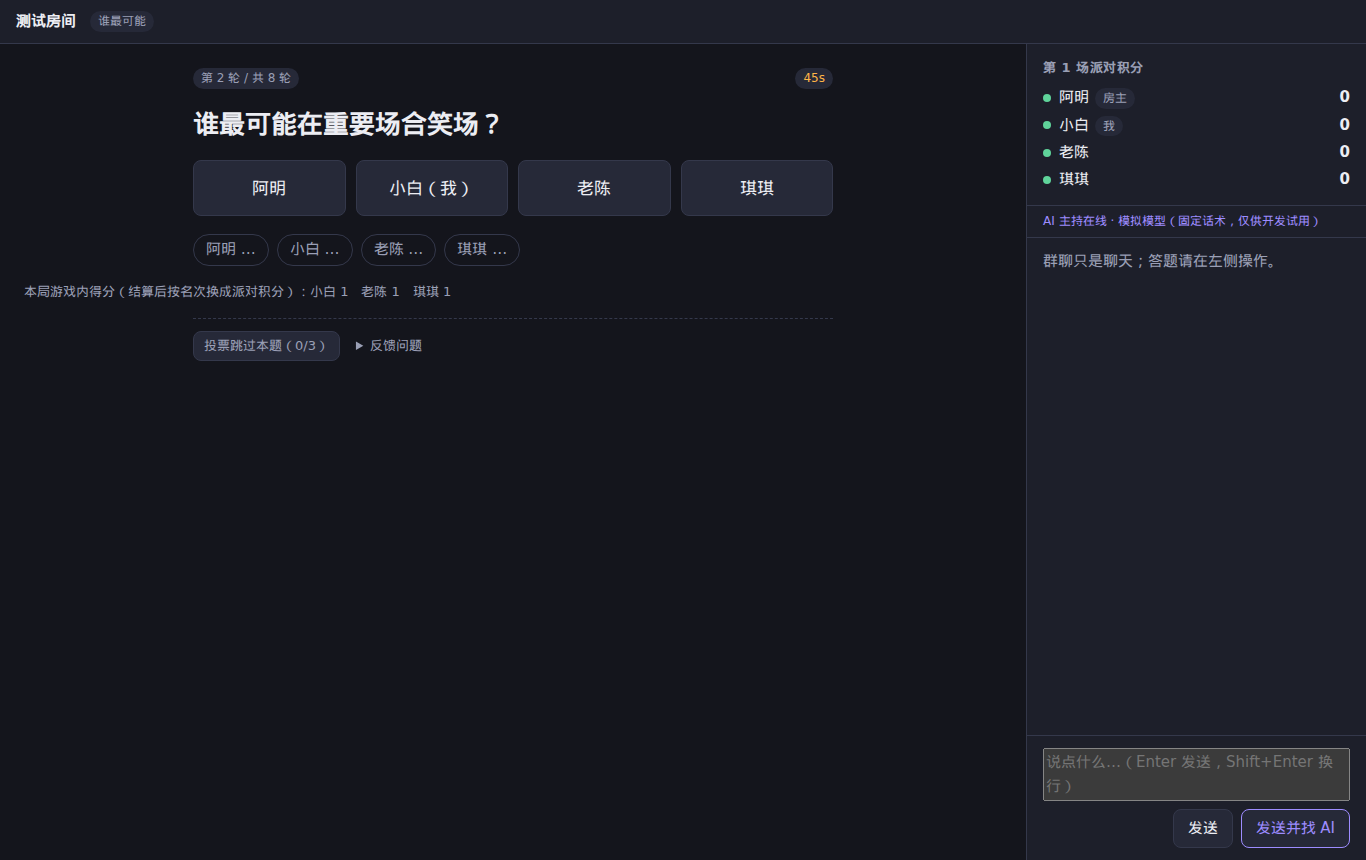 测试房间 谁最可能
第 2 轮 / 共 8 轮 45s
谁最可能在重要场合笑场？
阿明 小白（我） 老陈 琪琪
阿明 … 小白 … 老陈 … 琪琪 …
本局游戏内得分（结算后按名次换成派对积分）：小白 1 老陈 1 琪琪 1
投票跳过本题（0/3） ▶ 反馈问题
第 1 场派对积分
阿明 房主 0
小白 我 0
老陈 0
琪琪 0
AI 主持在线 · 模拟模型（固定话术，仅供开发试用）
群聊只是聊天；答题请在左侧操作。
说点什么…（Enter 发送，Shift+Enter 换
行）
发送 发送并找 AI